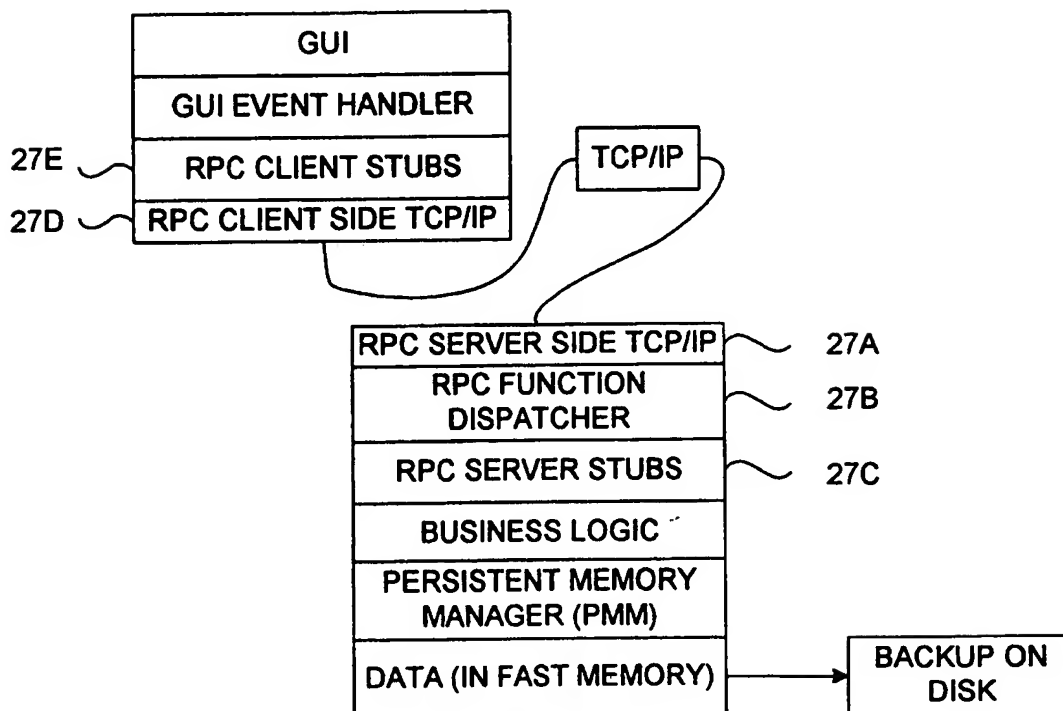 GUI
GUI EVENT HANDLER
27E
RPC CLIENT STUBS
TCP/IP
27D
RPC CLIENT SIDE TCP/IP
RPC SERVER SIDE TCP/IP
27A
RPC FUNCTION
DISPATCHER
27B
RPC SERVER STUBS
27C
BUSINESS LOGIC
PERSISTENT MEMORY
MANAGER (PMM)
DATA (IN FAST MEMORY)
BACKUP ON
DISK